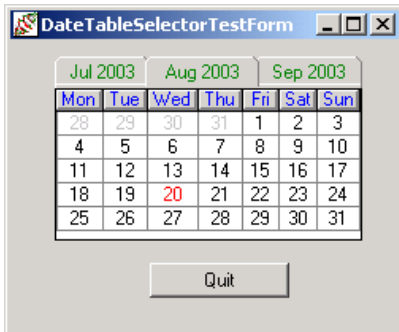 DateTableSelectorTestForm
Jul 2003 Aug 2003 Sep 2003
Mon Tue Wed Thu Fri Sat Sun
28 29 30 31 1 2 3
4 5 6 7 8 9 10
11 12 13 14 15 16 17
18 19 20 21 22 23 24
25 26 27 28 29 30 31
Quit